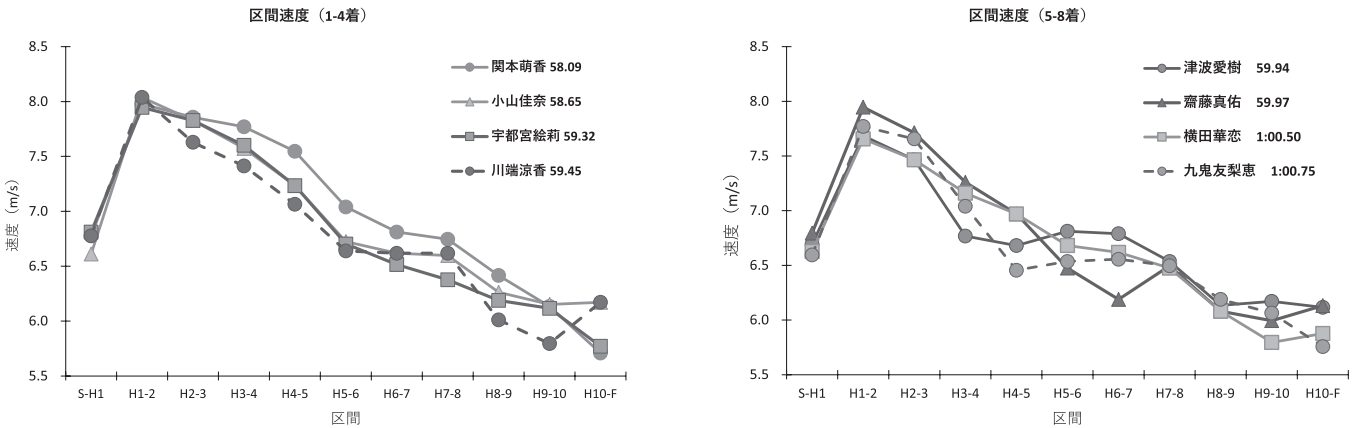 区間速度（1-4着）
8.5
8.0
7.5
7.0
6.5
6.0
5.5
速度（m/s）
関本萌香 58.09
小山佳奈 58.65
宇都宮絵莉 59.32
川端涼香 59.45
S-H1 H1-2 H2-3 H3-4 H4-5 H5-6 H6-7 H7-8 H8-9 H9-10 H10-F
区間
区間速度（5-8着）
8.5
8.0
7.5
7.0
6.5
6.0
5.5
速度（m/s）
津波愛樹 59.94
齋藤真佑 59.97
横田華恋 1:00.50
九鬼友梨恵 1:00.75
S-H1 H1-2 H2-3 H3-4 H4-5 H5-6 H6-7 H7-8 H8-9 H9-10 H10-F
区間